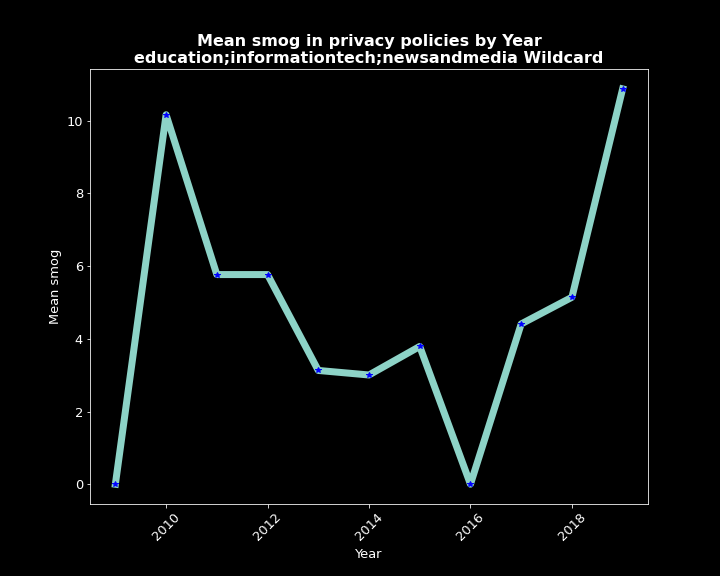 Mean smog in privacy policies by Year
education;informationtech;newsandmedia Wildcard
10
8
6
4
2
0
Mean smog
2010
2012
2014
2016
2018
Year